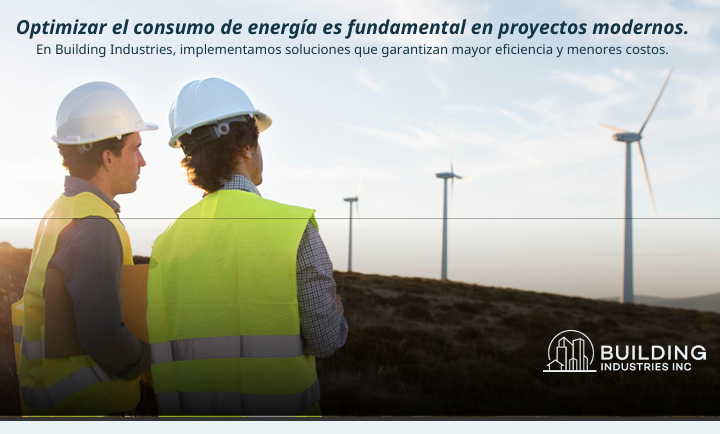 Optimizar el consumo de energía es fundamental en proyectos modernos.
En Building Industries, implementamos soluciones que garantizan mayor eficiencia y menores costos.
BUILDING
INDUSTRIES INC